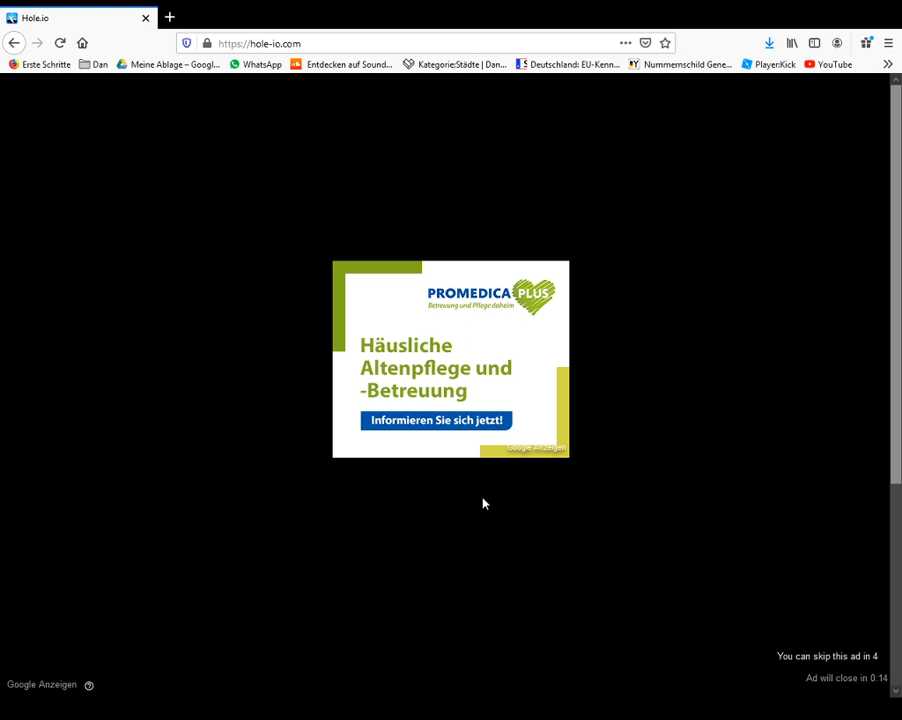 Hole.io
https://hole-io.com
Erste Schritte
Dan
Meine Ablage – Googl...
WhatsApp
Entdecken auf Sound...
Kategorie:Städte | Dan...
Deutschland: EU-Kenn...
Nummernschild Gene...
Player:Kick
YouTube
PROMEDICA PLUS
Betreuung und Pflege daheim
Häusliche
Altenpflege und
-Betreuung
Informieren Sie sich jetzt!
Google Anzeigen
You can skip this ad in 4
Ad will close in 0:14
Google Anzeigen